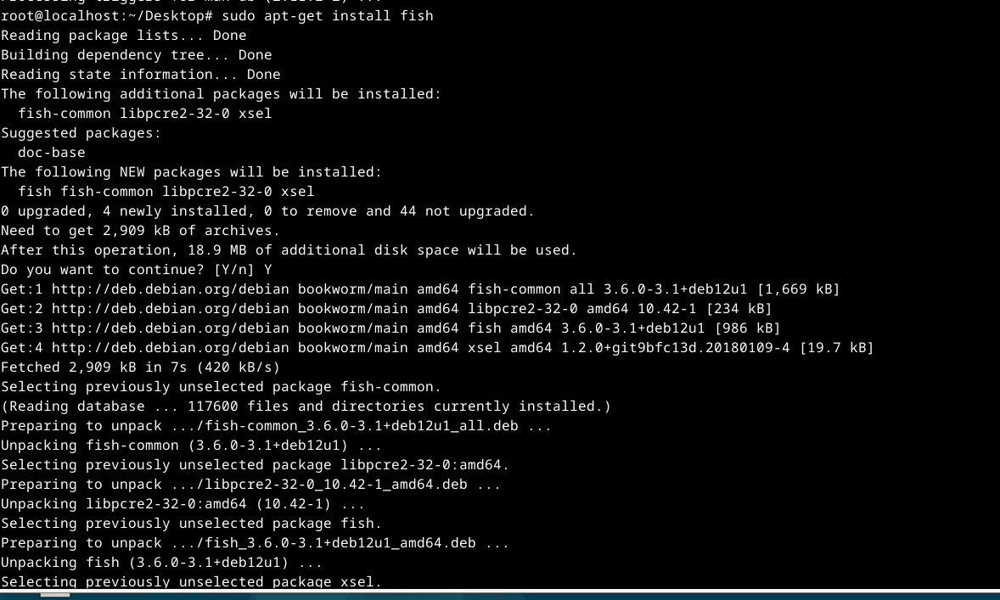 root@localhost:~/Desktop# sudo apt-get install fish
Reading package lists... Done
Building dependency tree... Done
Reading state information... Done
The following additional packages will be installed:
  fish-common libpcre2-32-0 xsel
Suggested packages:
  doc-base
The following NEW packages will be installed:
  fish fish-common libpcre2-32-0 xsel
0 upgraded, 4 newly installed, 0 to remove and 44 not upgraded.
Need to get 2,909 kB of archives.
After this operation, 18.9 MB of additional disk space will be used.
Do you want to continue? [Y/n] Y
Get:1 http://deb.debian.org/debian bookworm/main amd64 fish-common all 3.6.0-3.1+deb12u1 [1,669 kB]
Get:2 http://deb.debian.org/debian bookworm/main amd64 libpcre2-32-0 amd64 10.42-1 [234 kB]
Get:3 http://deb.debian.org/debian bookworm/main amd64 fish amd64 3.6.0-3.1+deb12u1 [986 kB]
Get:4 http://deb.debian.org/debian bookworm/main amd64 xsel amd64 1.2.0+git9bfc13d.20180109-4 [19.7 kB]
Fetched 2,909 kB in 7s (420 kB/s)
Selecting previously unselected package fish-common.
(Reading database ... 117600 files and directories currently installed.)
Preparing to unpack .../fish-common_3.6.0-3.1+deb12u1_all.deb ...
Unpacking fish-common (3.6.0-3.1+deb12u1) ...
Selecting previously unselected package libpcre2-32-0:amd64.
Preparing to unpack .../libpcre2-32-0_10.42-1_amd64.deb ...
Unpacking libpcre2-32-0:amd64 (10.42-1) ...
Selecting previously unselected package fish.
Preparing to unpack .../fish_3.6.0-3.1+deb12u1_amd64.deb ...
Unpacking fish (3.6.0-3.1+deb12u1) ...
Selecting previously unselected package xsel.